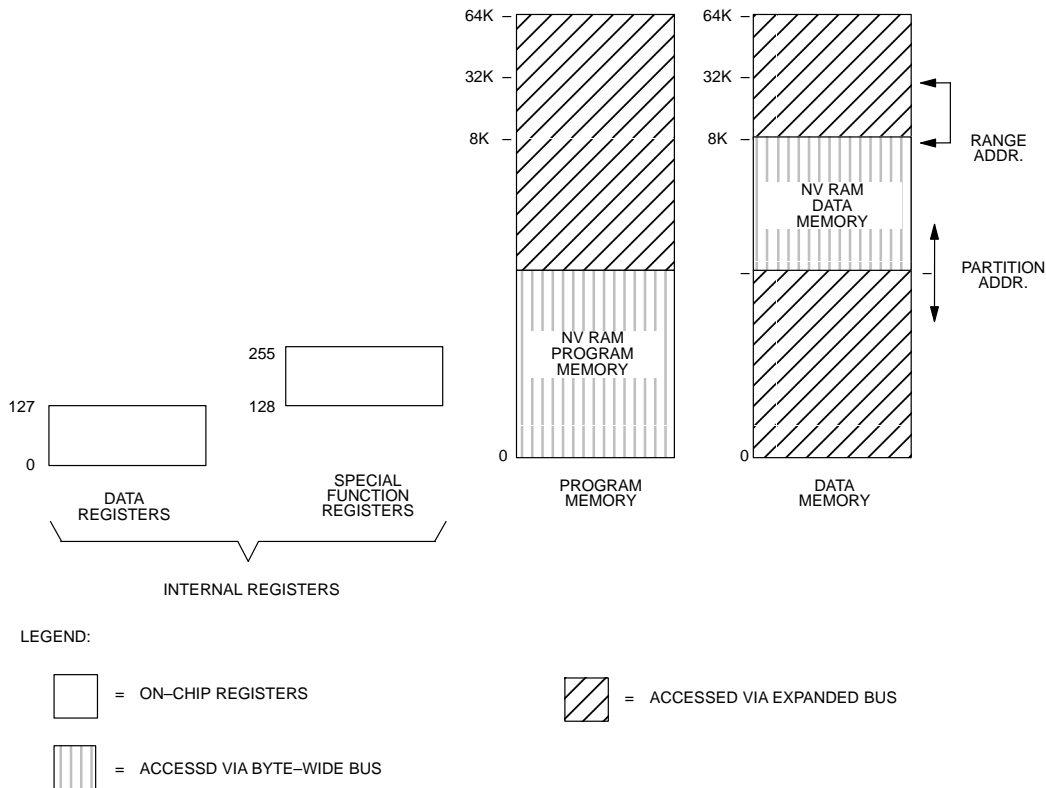 64K
32K
8K
0
NV RAM
PROGRAM
MEMORY
PROGRAM
MEMORY
64K
32K
8K
0
NV RAM
DATA
MEMORY
DATA
MEMORY
RANGE
ADDR.
PARTITION
ADDR.
127
0
DATA
REGISTERS
255
128
SPECIAL
FUNCTION
REGISTERS
INTERNAL REGISTERS
LEGEND:
= ON–CHIP REGISTERS
= ACCESSED VIA EXPANDED BUS
= ACCESSD VIA BYTE–WIDE BUS